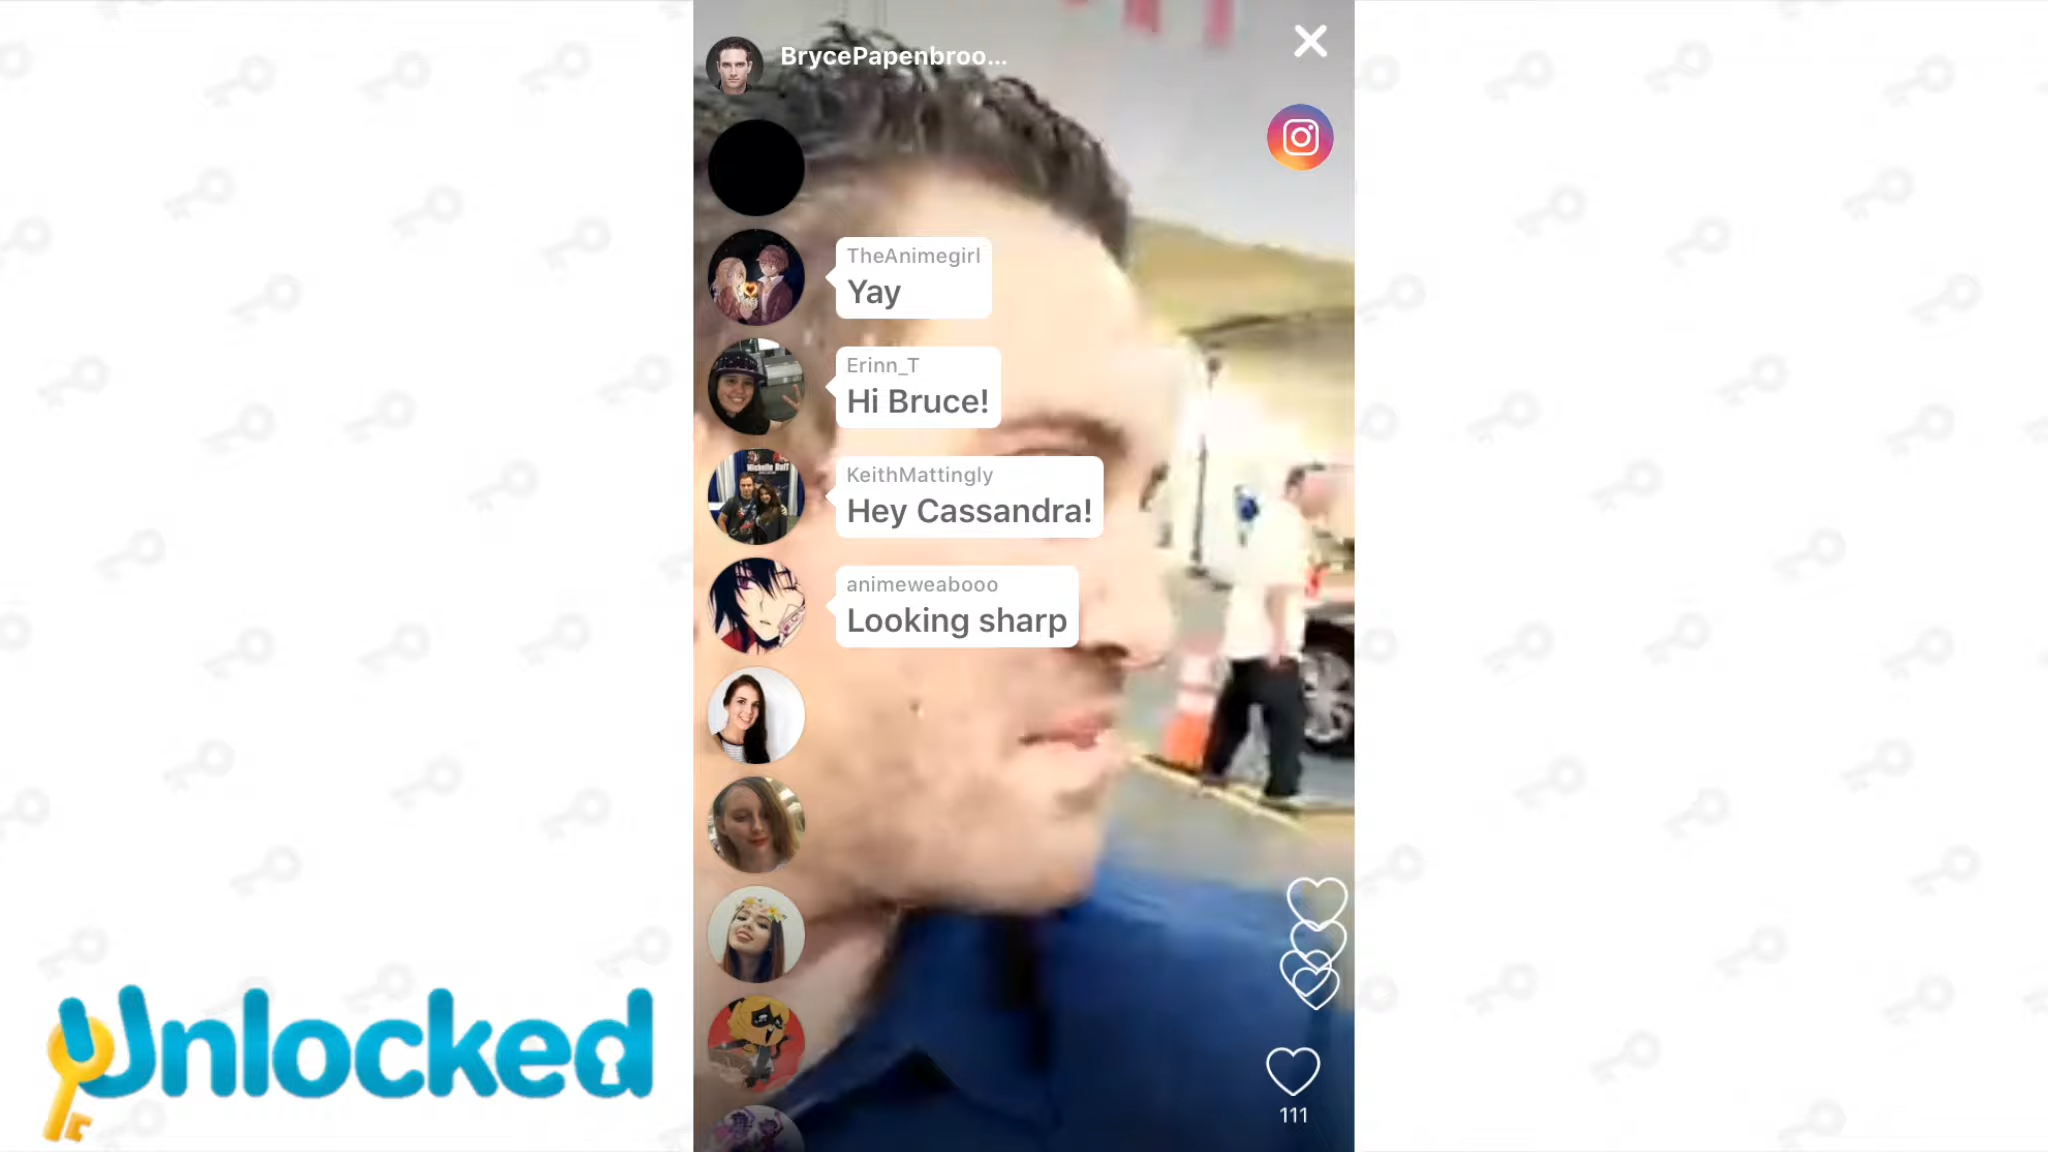 BrycePapenbroo...
TheAnimegirl
Yay
Erinn_T
Hi Bruce!
KeithMattingly
Hey Cassandra!
animeweabooo
Looking sharp
111
Unlocked